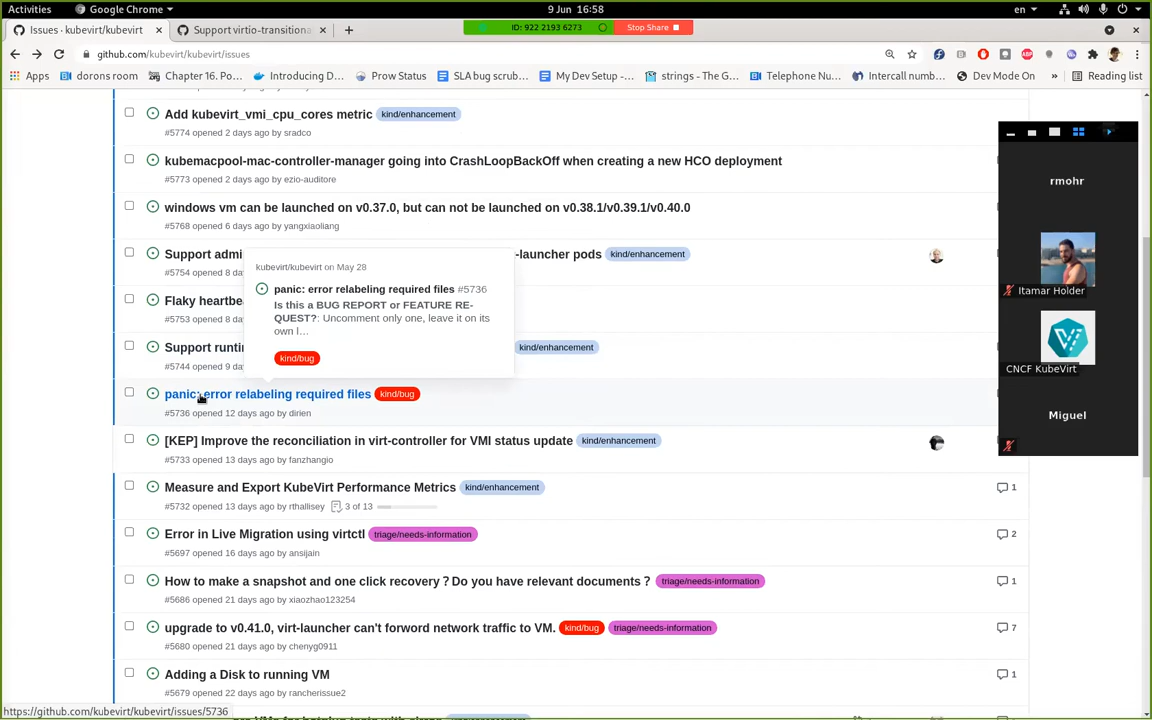 Activities Google Chrome 9 Jun 16:58 en
Issues · kubevirt/kubevirt Support virtio-transitiona ID: 922 2193 6273 Stop Share
github.com/kubevirt/kubevirt/issues
Apps dorons room Chapter 16. Po... Introducing D... Prow Status SLA bug scrub... My Dev Setup -... strings - The G... Telephone Nu... Intercall numb... Dev Mode On » Reading list
Add kubevirt_vmi_cpu_cores metric kind/enhancement
#5774 opened 2 days ago by sradco
kubemacpool-mac-controller-manager going into CrashLoopBackOff when creating a new HCO deployment
#5773 opened 2 days ago by ezio-auditore
windows vm can be launched on v0.37.0, but can not be launched on v0.38.1/v0.39.1/v0.40.0
#5768 opened 6 days ago by yangxiaoliang
Support admi -launcher pods kind/enhancement
#5754 opened 8 da
Flaky heartbea
#5753 opened 8 da
Support runtin kind/enhancement
#5744 opened 9 da
kubevirt/kubevirt on May 28
panic: error relabeling required files #5736
Is this a BUG REPORT or FEATURE RE-
QUEST?: Uncomment only one, leave it on its
own l...
kind/bug
panic: error relabeling required files kind/bug
#5736 opened 12 days ago by dirien
[KEP] Improve the reconciliation in virt-controller for VMI status update kind/enhancement
#5733 opened 13 days ago by fanzhangio
Measure and Export KubeVirt Performance Metrics kind/enhancement 1
#5732 opened 13 days ago by rthallisey 3 of 13
Error in Live Migration using virtctl triage/needs-information 2
#5697 opened 16 days ago by ansijain
How to make a snapshot and one click recovery ? Do you have relevant documents ? triage/needs-information 1
#5686 opened 21 days ago by xiaozhao123254
upgrade to v0.41.0, virt-launcher can't forword network traffic to VM. kind/bug triage/needs-information 7
#5680 opened 21 days ago by chenyg0911
Adding a Disk to running VM 1
#5679 opened 22 days ago by rancherissue2
https://github.com/kubevirt/kubevirt/issues/5736
rmohr
Itamar Holder
CNCF KubeVirt
Miguel